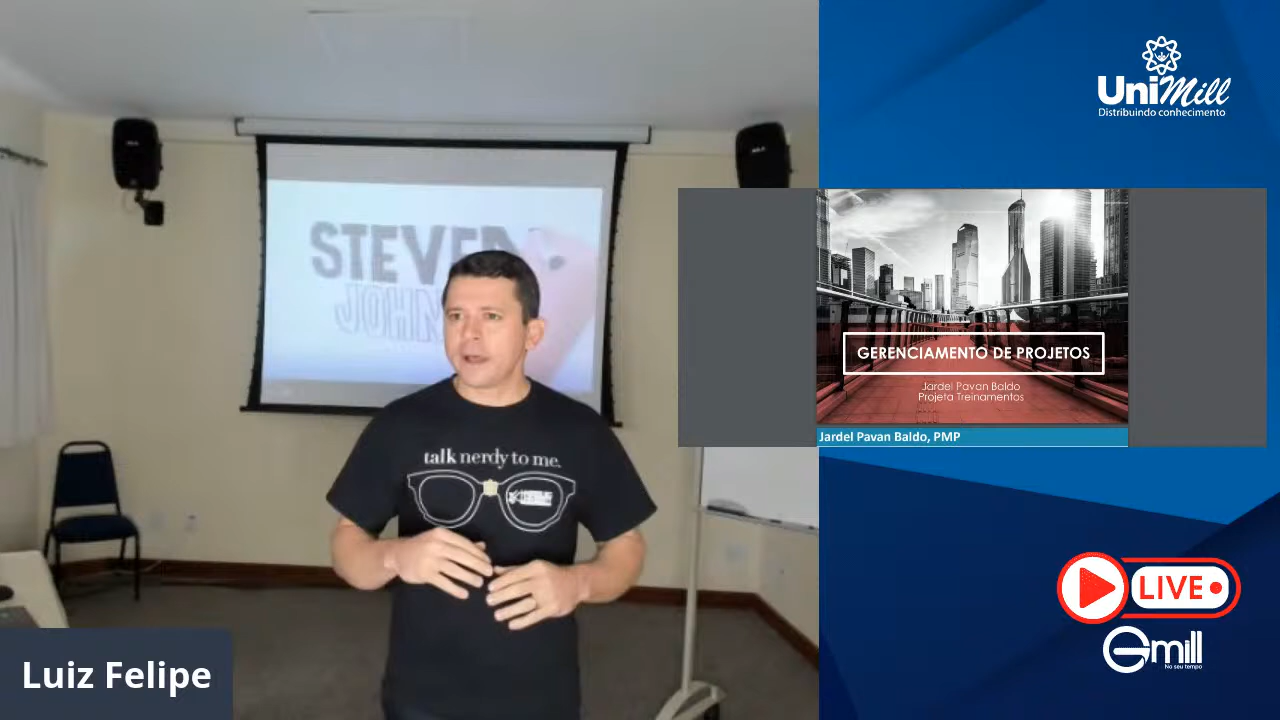 STEVEN
JOHN
talk nerdy to me.
Luiz Felipe
UniMill
Distribuindo conhecimento
GERENCIAMENTO DE PROJETOS
Jardel Pavan Baldo
Projeta Treinamentos
Jardel Pavan Baldo, PMP
LIVE
Gmill
No seu tempo